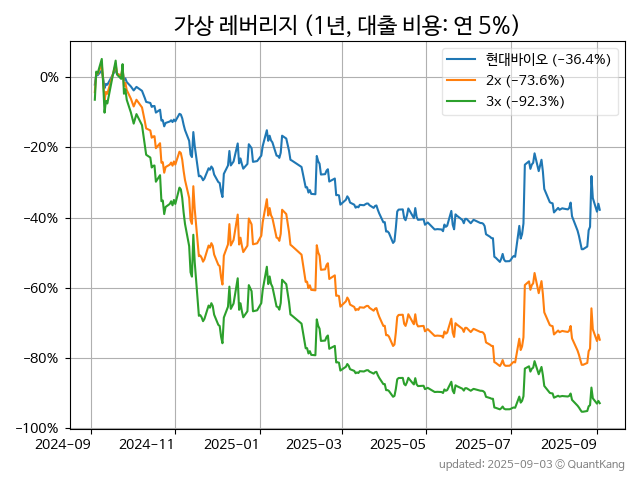 가상 레버리지 (1년, 대출 비용: 연 5%)
현대바이오 (−36.4%)
2x (−73.6%)
3x (−92.3%)
0%
−20%
−40%
−60%
−80%
−100%
2024-09 2024-11 2025-01 2025-03 2025-05 2025-07 2025-09
updated: 2025-09-03 © QuantKang